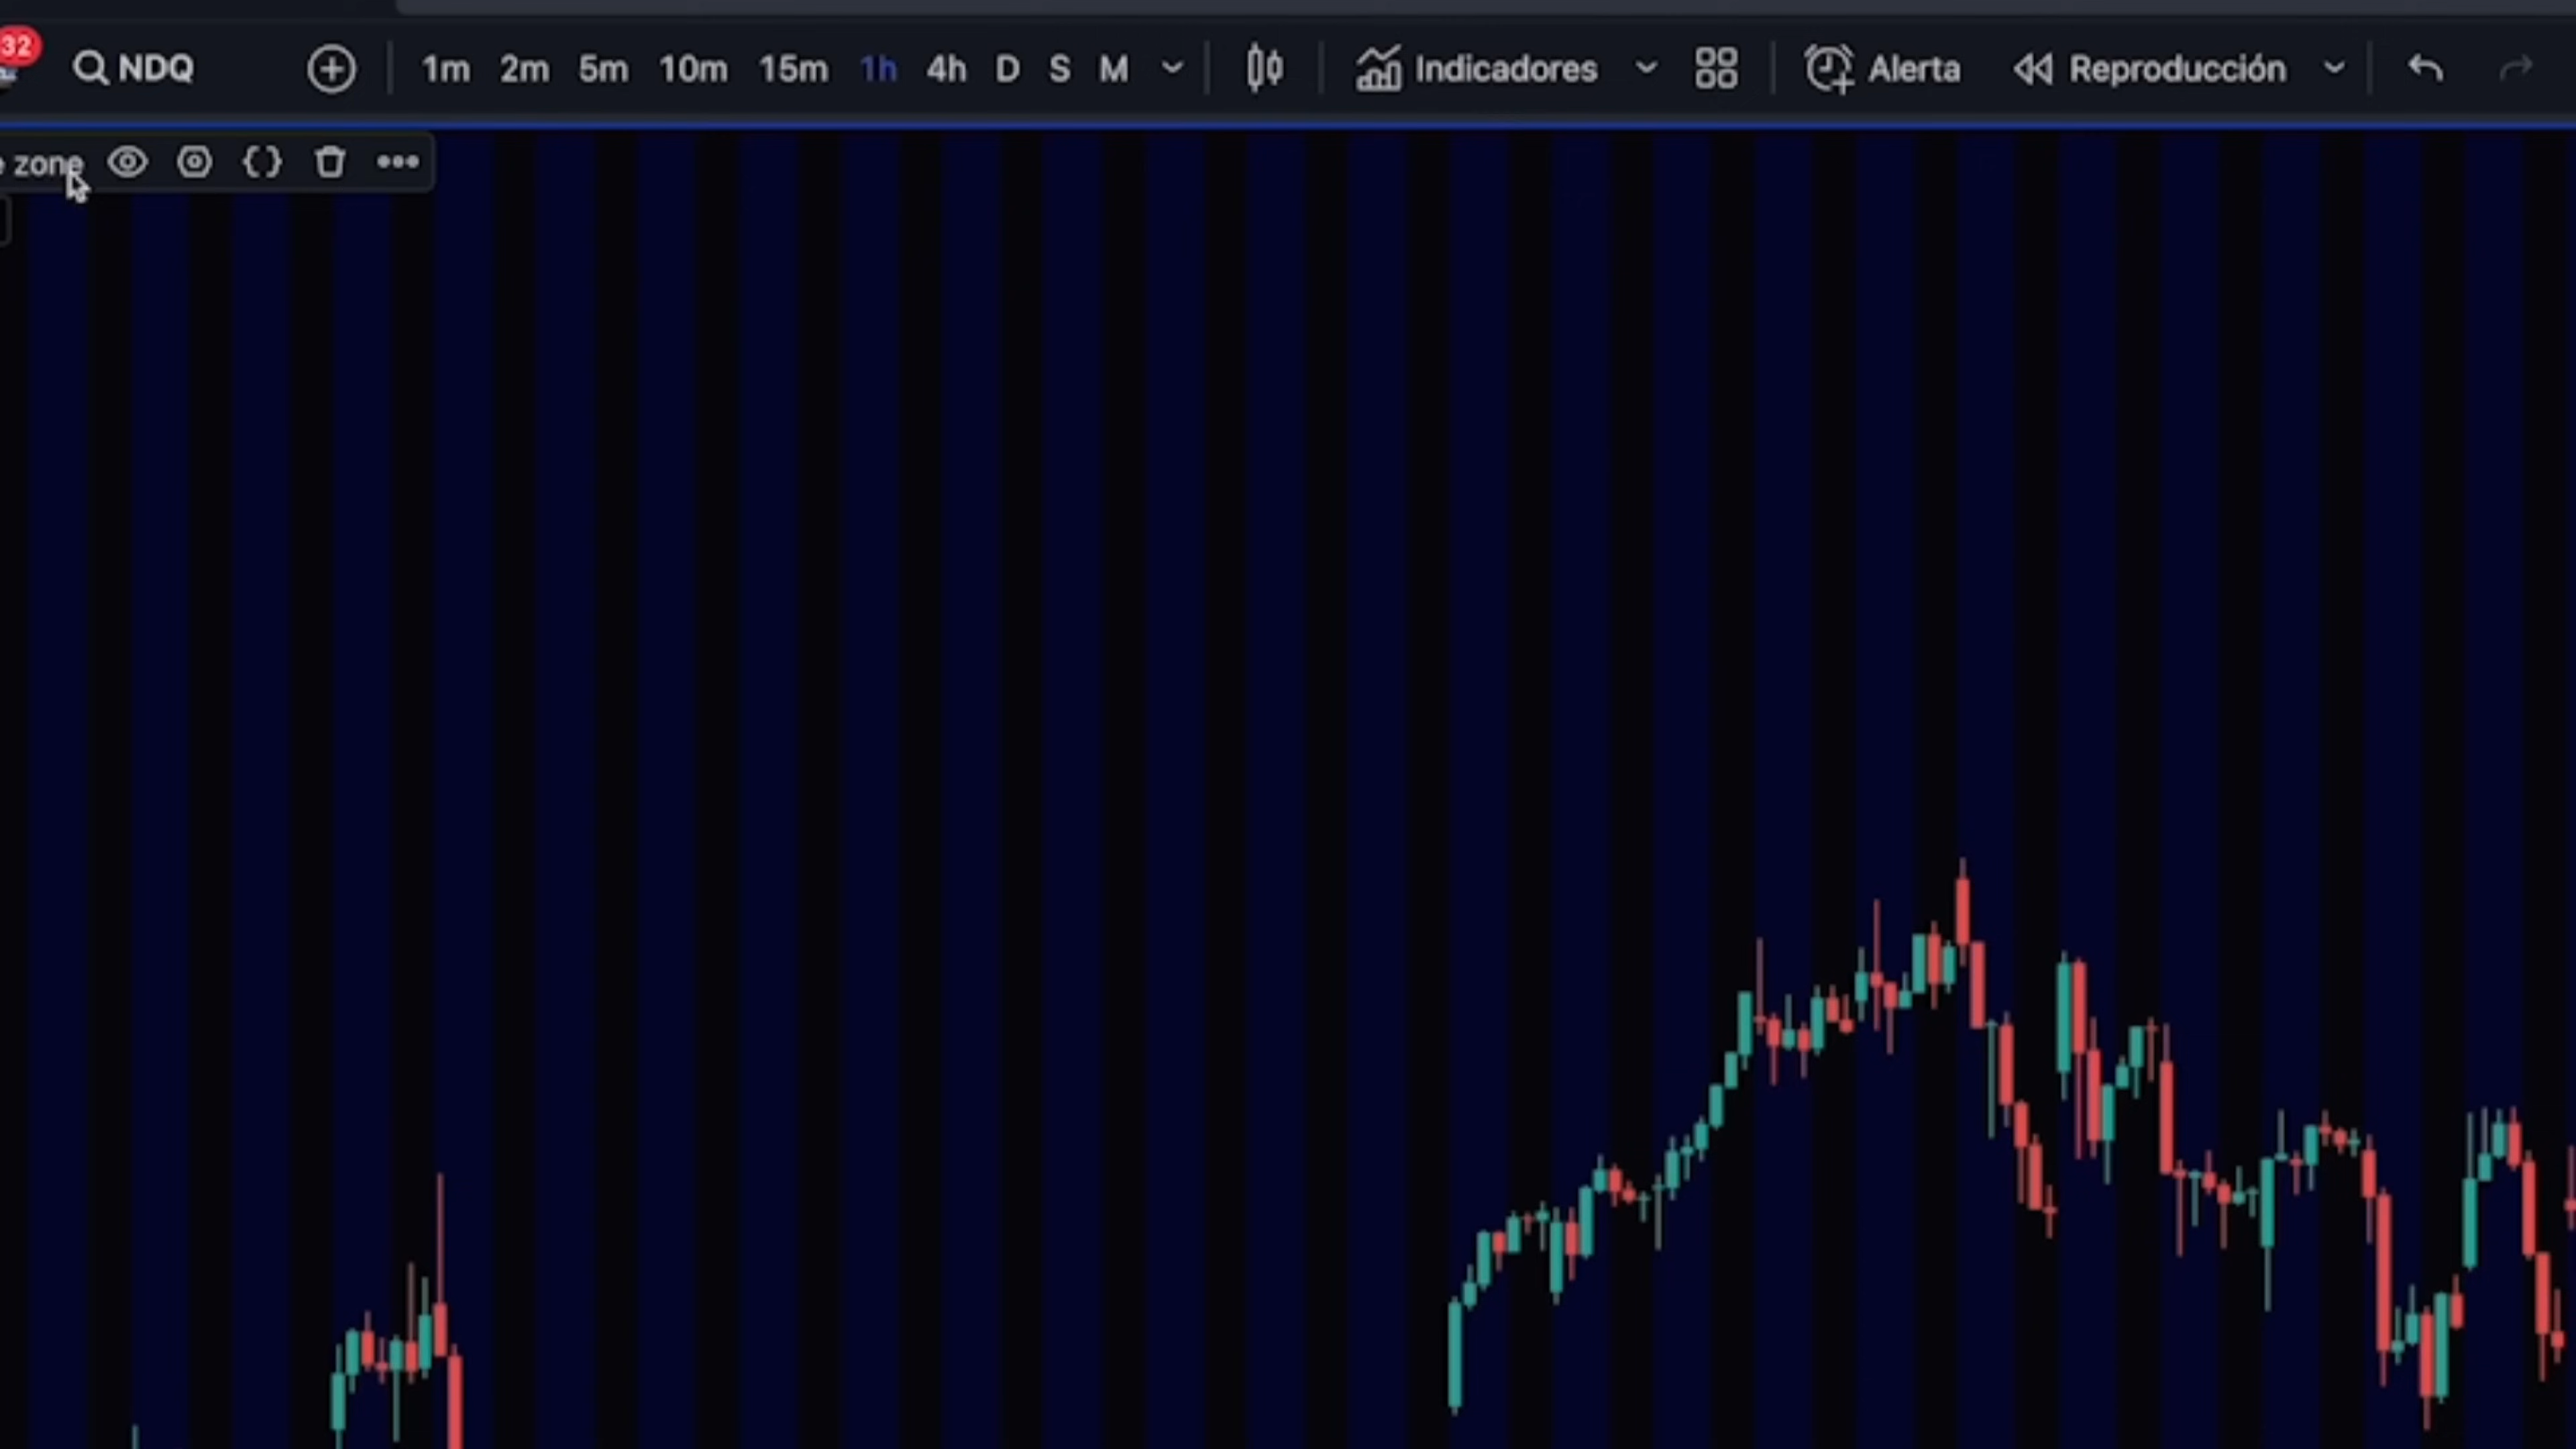 32 NDQ 1m 2m 5m 10m 15m 1h 4h D S M Indicadores Alerta Reproducción
zone